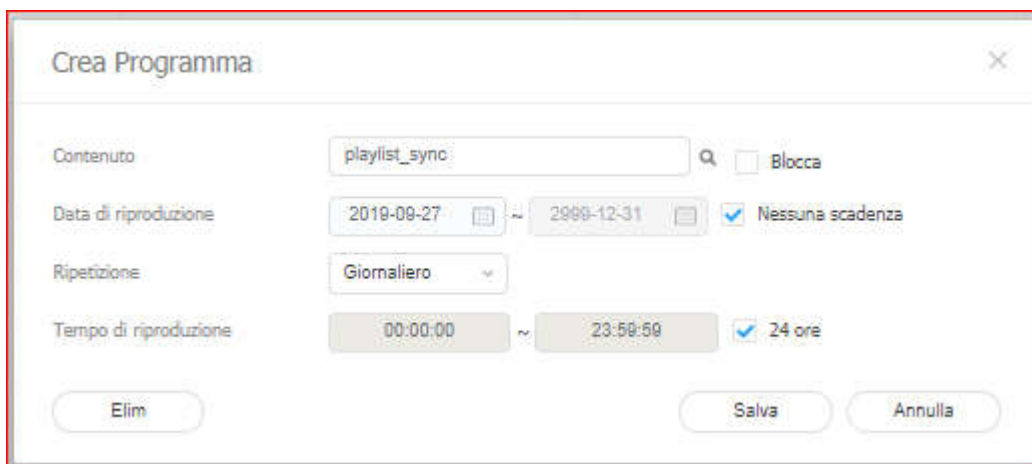 Crea Programma
Contenuto playlist_sync Blocca
Data di riproduzione 2019-09-27 ~ 2999-12-31 Nessuna scadenza
Ripetizione Giornaliero
Tempo di riproduzione 00:00:00 ~ 23:59:59 24 ore
Elim Salva Annulla